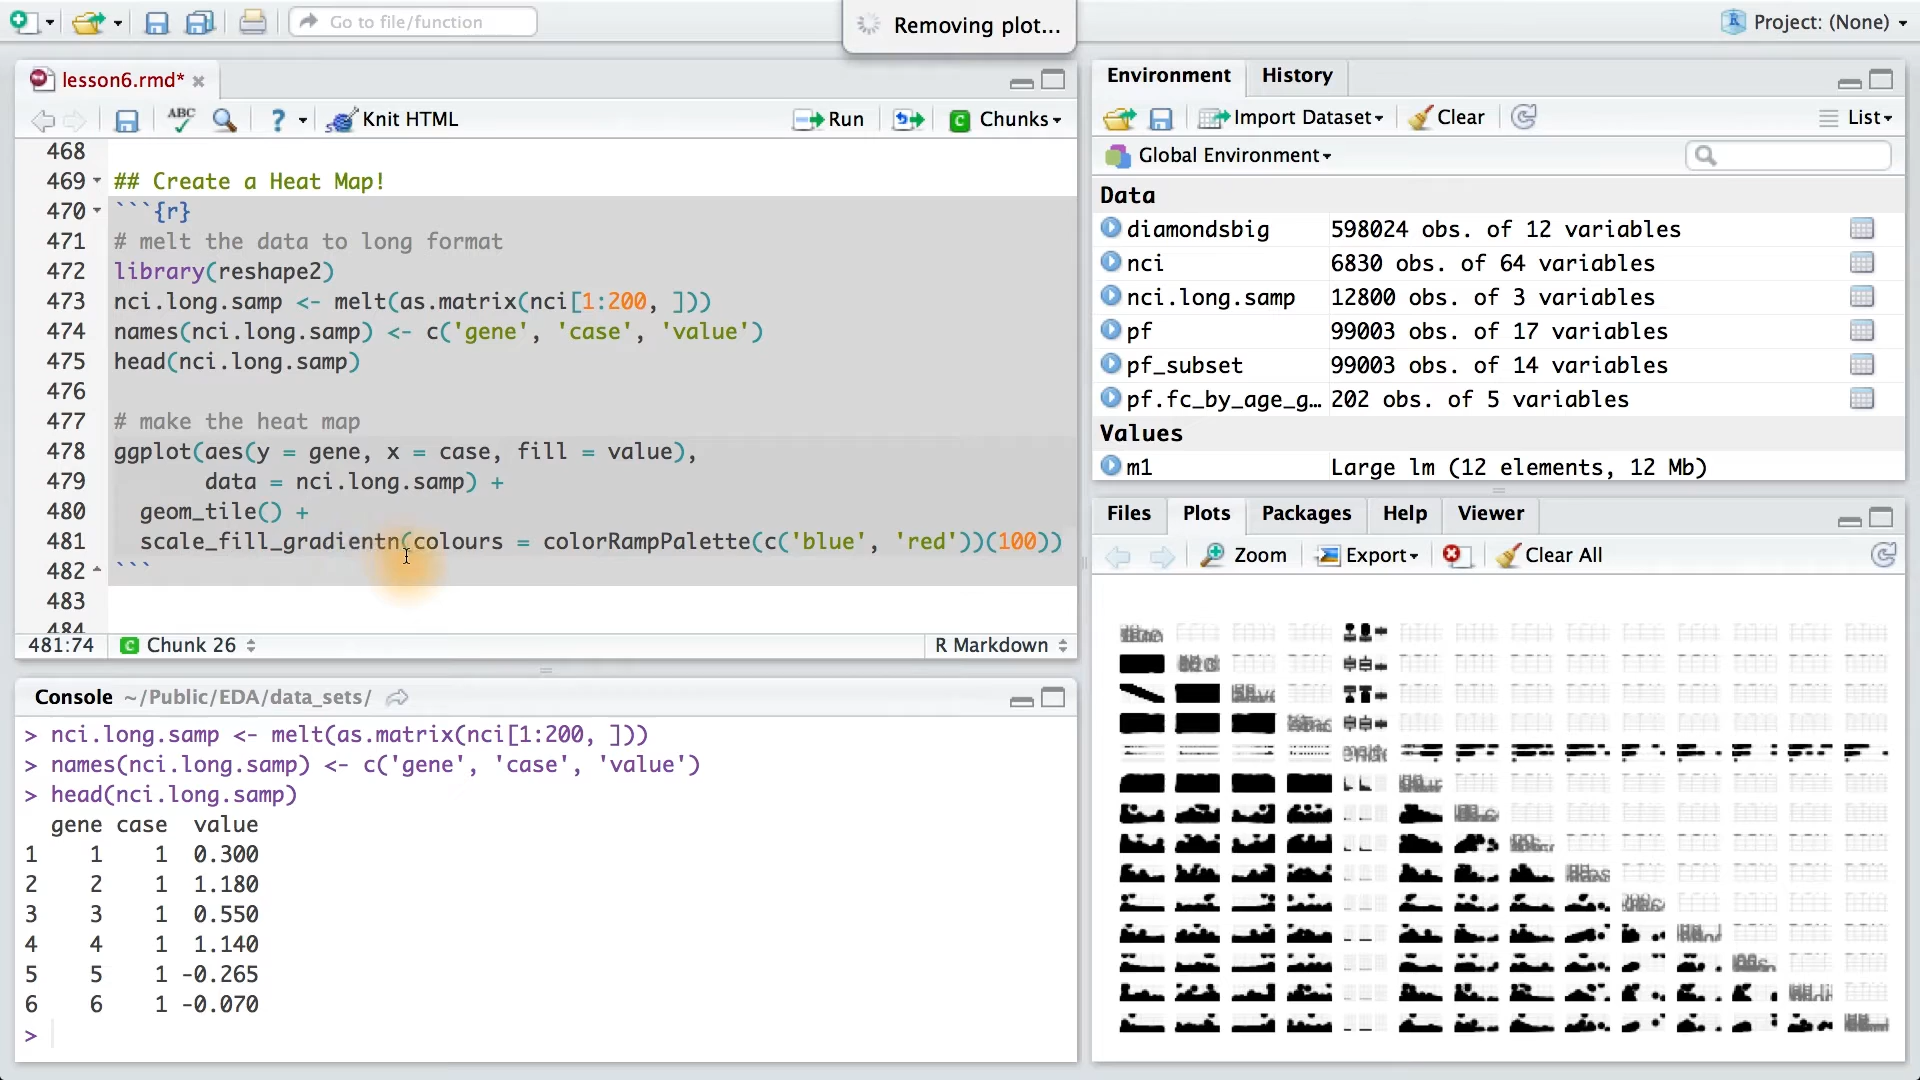 Go to file/function
Removing plot...
Project: (None)
lesson6.rmd*
ABC
?
Knit HTML
Run
Chunks
468
469 ## Create a Heat Map!
470 ```{r}
471 # melt the data to long format
472 library(reshape2)
473 nci.long.samp <- melt(as.matrix(nci[1:200, ]))
474 names(nci.long.samp) <- c('gene', 'case', 'value')
475 head(nci.long.samp)
476
477 # make the heat map
478 ggplot(aes(y = gene, x = case, fill = value),
479 data = nci.long.samp) +
480 geom_tile() +
481 scale_fill_gradientn(colours = colorRampPalette(c('blue', 'red'))(100))
482 ```
483
484
481:74 C Chunk 26 R Markdown
Console ~/Public/EDA/data_sets/
> nci.long.samp <- melt(as.matrix(nci[1:200, ]))
> names(nci.long.samp) <- c('gene', 'case', 'value')
> head(nci.long.samp)
gene case value
1 1 1 0.300
2 2 1 1.180
3 3 1 0.550
4 4 1 1.140
5 5 1 -0.265
6 6 1 -0.070
>
Environment History
Import Dataset Clear List
Global Environment
Data
diamondsbig 598024 obs. of 12 variables
nci 6830 obs. of 64 variables
nci.long.samp 12800 obs. of 3 variables
pf 99003 obs. of 17 variables
pf_subset 99003 obs. of 14 variables
pf.fc_by_age_g... 202 obs. of 5 variables
Values
m1 Large lm (12 elements, 12 Mb)
Files Plots Packages Help Viewer
Zoom Export Clear All